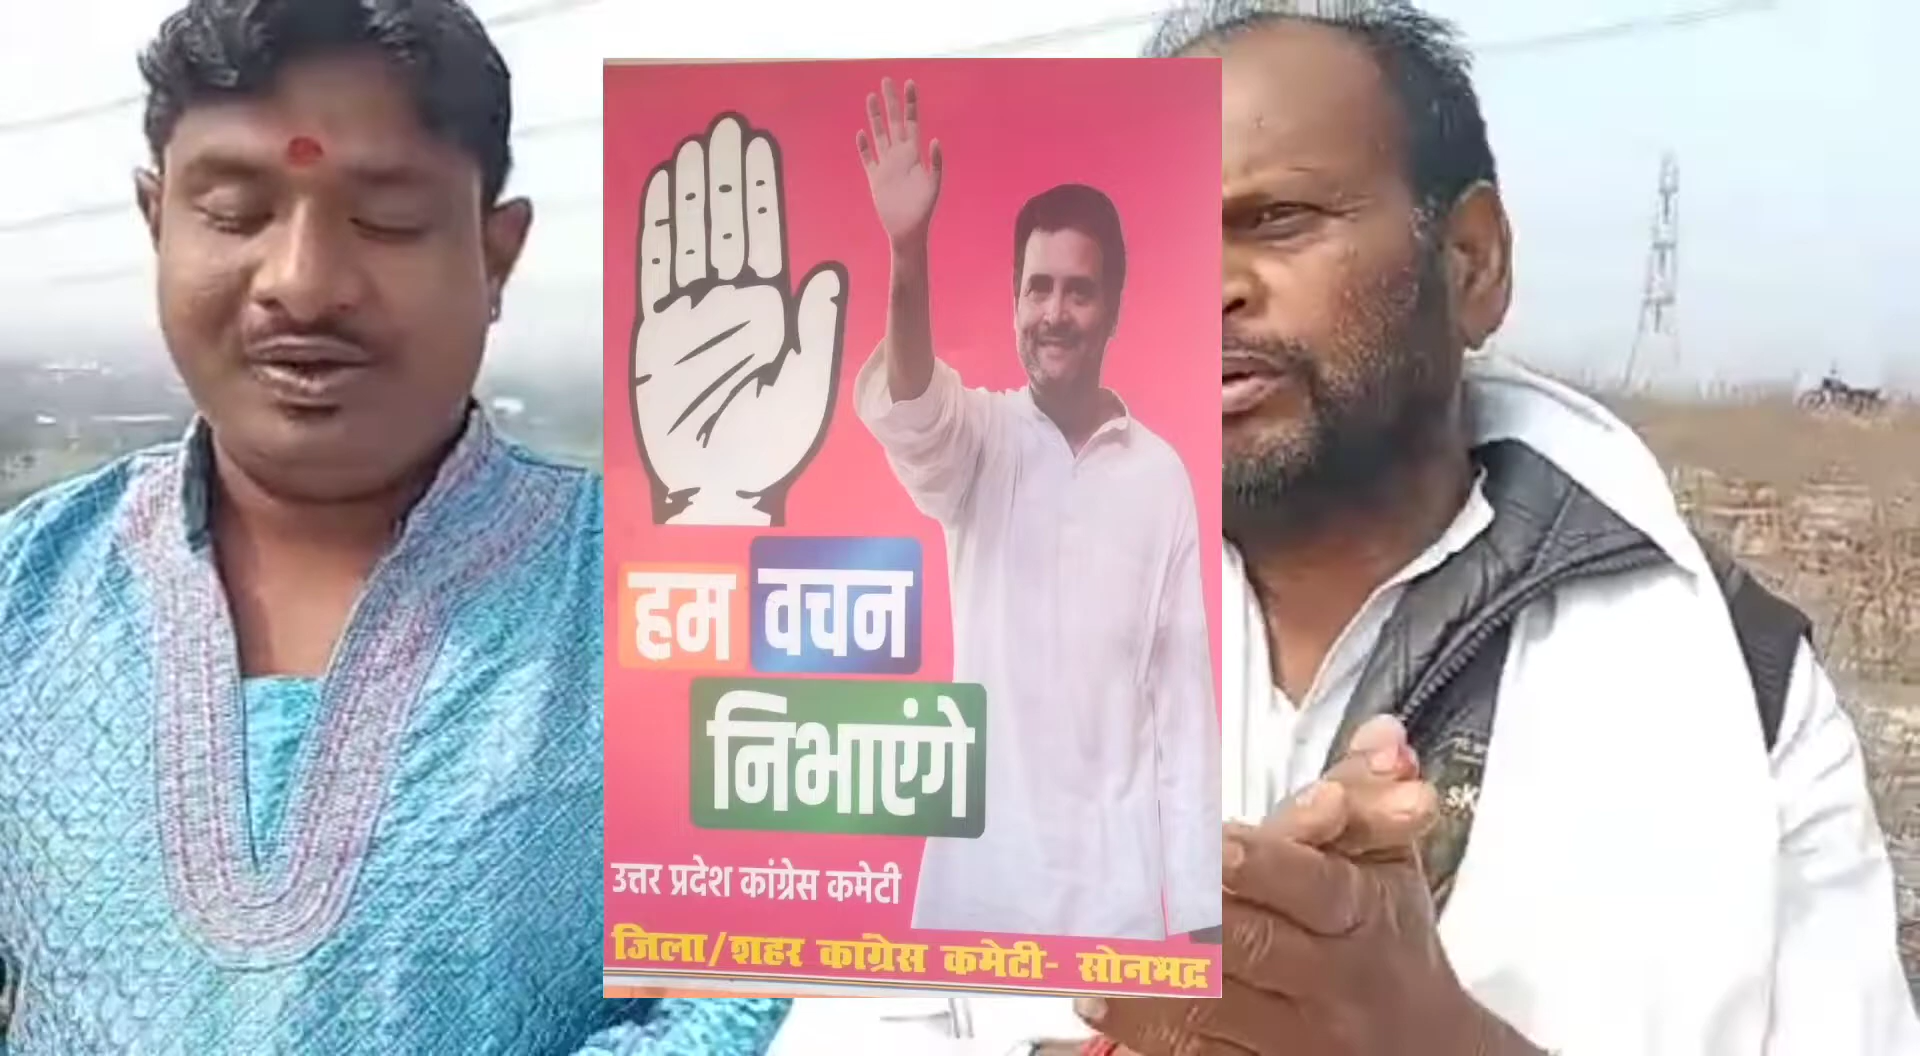 हम वचन
निभाएंगे
उत्तर प्रदेश कांग्रेस कमेटी
जिला/शहर कांग्रेस कमेटी- सोनभद्र